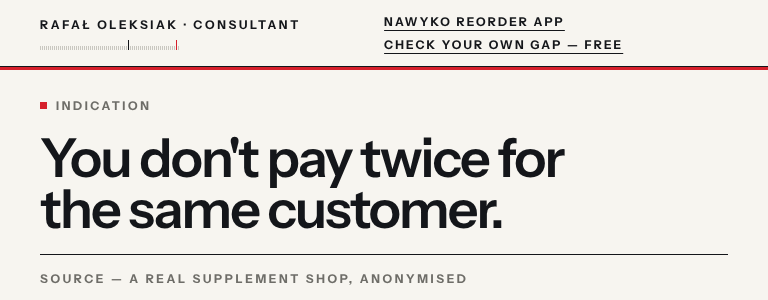 RAFAŁ OLEKSIAK · CONSULTANT
NAWYKO REORDER APP
CHECK YOUR OWN GAP — FREE
INDICATION
You don't pay twice for
the same customer.
SOURCE — A REAL SUPPLEMENT SHOP, ANONYMISED